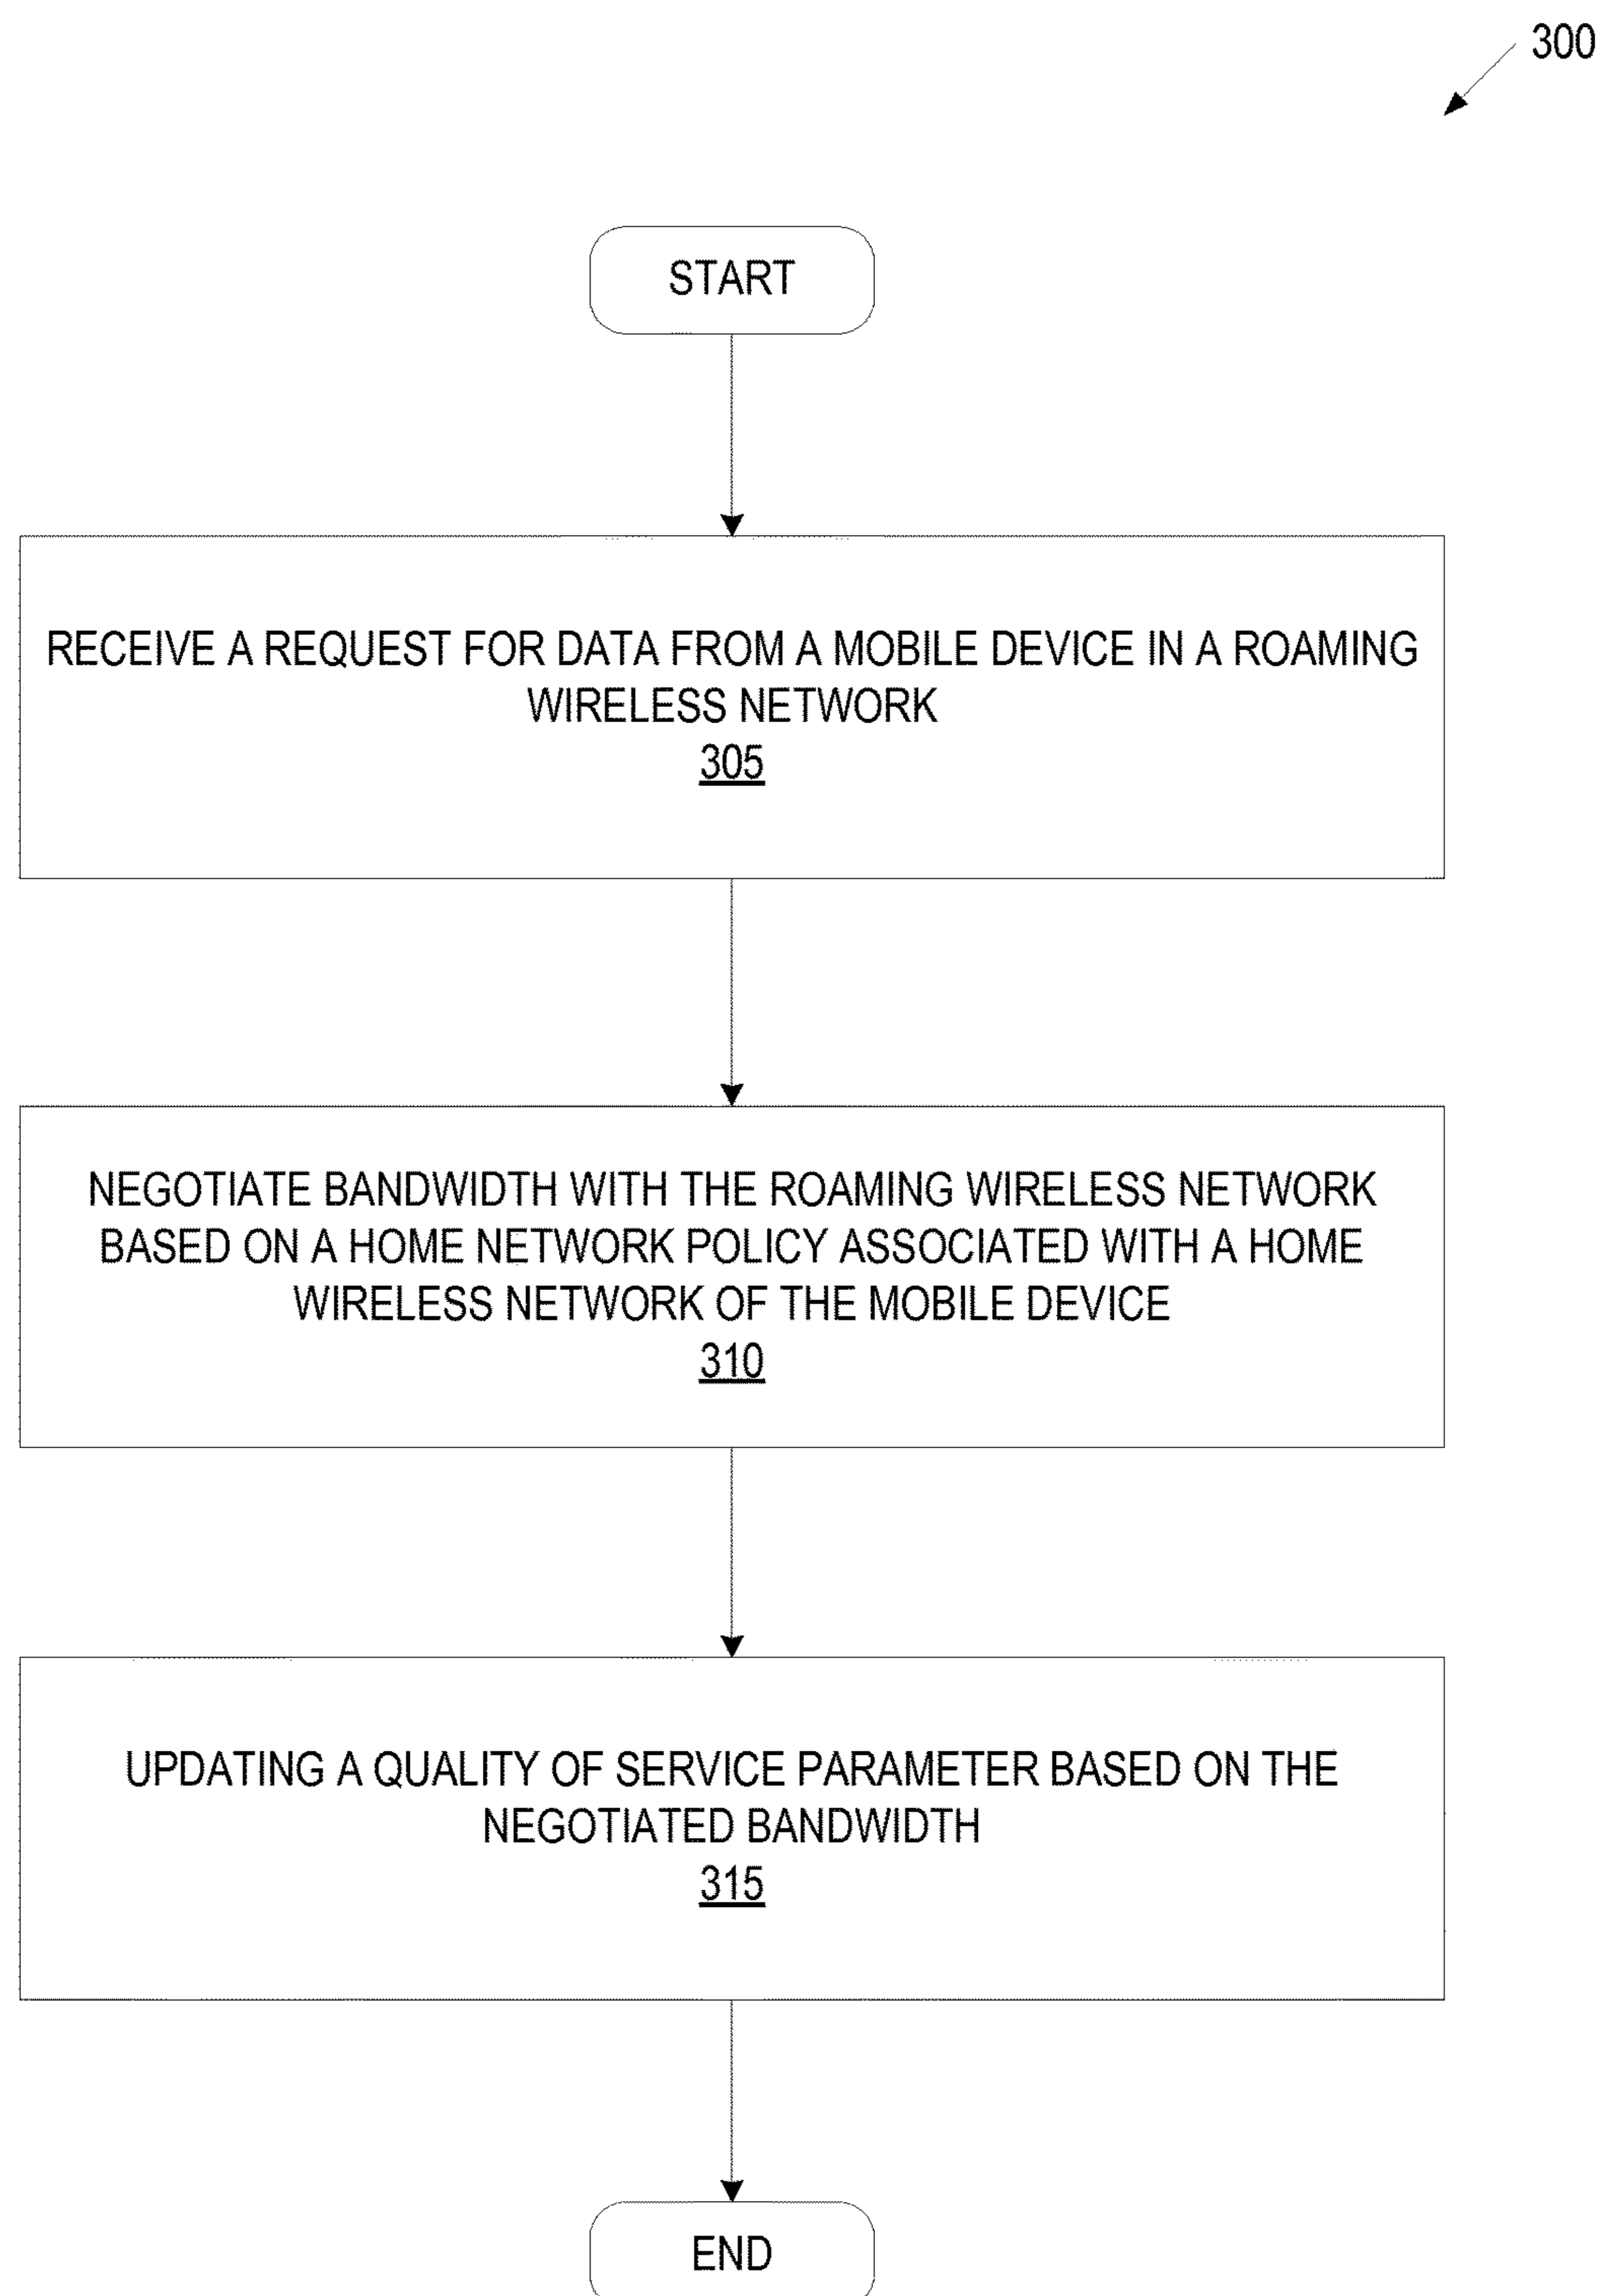 300
START
RECEIVE A REQUEST FOR DATA FROM A MOBILE DEVICE IN A ROAMING
WIRELESS NETWORK
305
NEGOTIATE BANDWIDTH WITH THE ROAMING WIRELESS NETWORK
BASED ON A HOME NETWORK POLICY ASSOCIATED WITH A HOME
WIRELESS NETWORK OF THE MOBILE DEVICE
310
UPDATING A QUALITY OF SERVICE PARAMETER BASED ON THE
NEGOTIATED BANDWIDTH
315
END